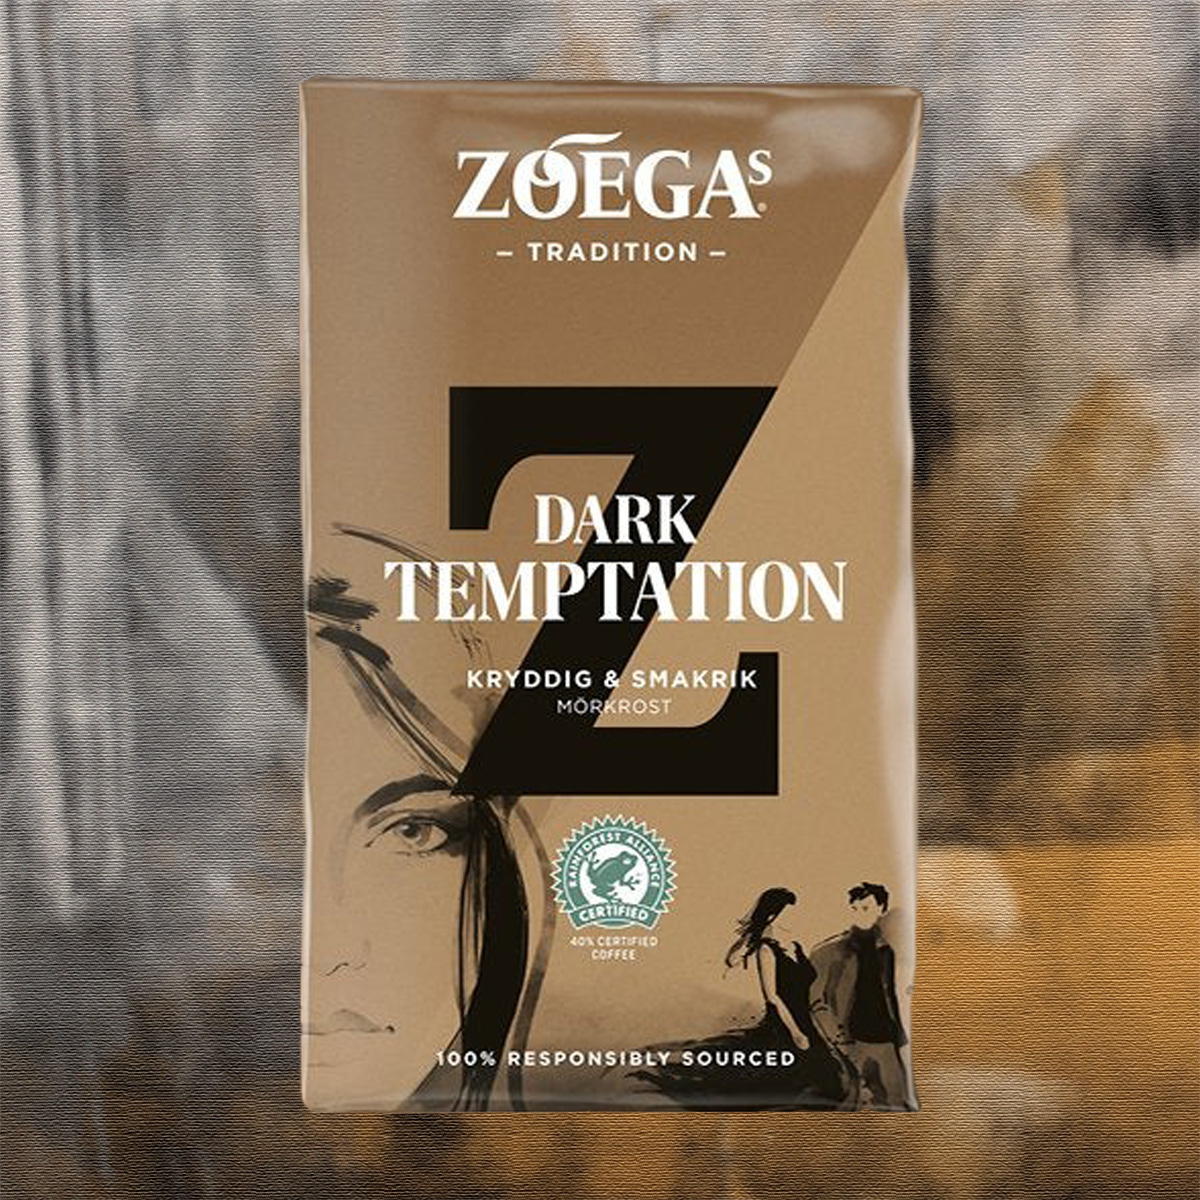 ZOÉGAS
– TRADITION –
Z
DARK
TEMPTATION
KRYDDIG & SMAKRIK
MÖRKROST
RAINFOREST ALLIANCE
CERTIFIED
40% CERTIFIED
COFFEE
100% RESPONSIBLY SOURCED